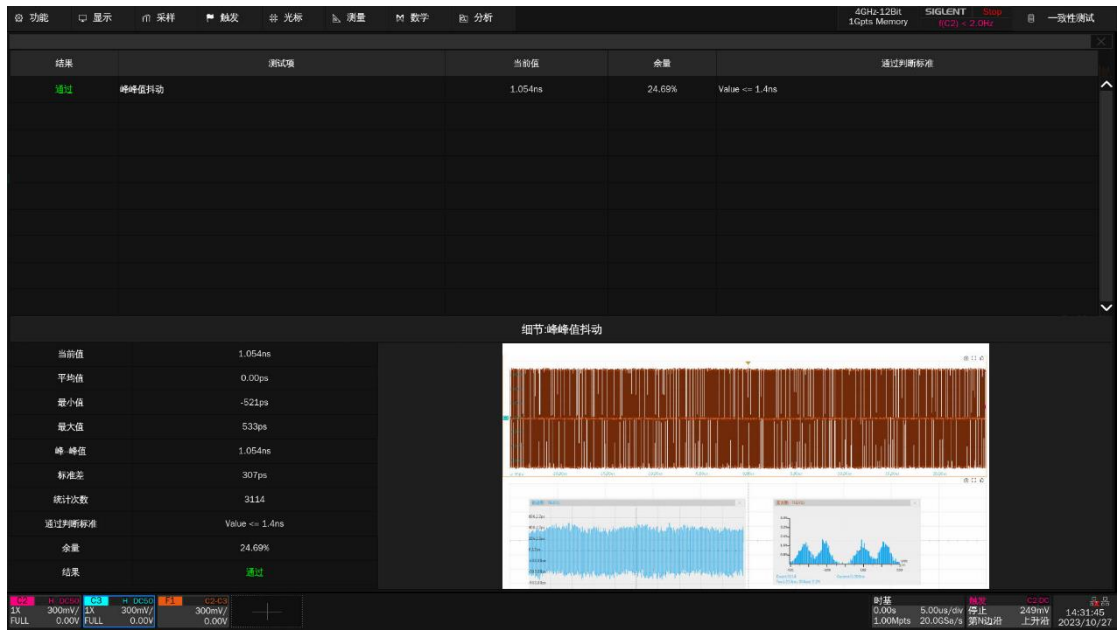 功能 显示 采样 触发 光标 测量 数学 分析 4GHz-12Bit SIGLENT Stop 一致性测试
1Gpts Memory f(C2) < 2.0Hz
结果 测试项 当前值 余量 通过判断标准
通过 峰峰值抖动 1.054ns 24.69% Value <= 1.4ns
细节:峰峰值抖动
当前值 1.054ns
平均值 0.00ps
最小值 -521ps
最大值 533ps
峰-峰值 1.054ns
标准差 307ps
统计次数 3114
通过判断标准 Value <= 1.4ns
余量 24.69%
结果 通过
C2 H DC50 C3 H DC50 F1 C2-C3 时基 触发 C2 DC
1X 300mV/ 1X 300mV/ 300mV/ 0.00s 5.00us/div 停止 249mV 14:31:45
FULL 0.00V FULL 0.00V 0.00V 1.00Mpts 20.0GSa/s 第N边沿 上升沿 2023/10/27